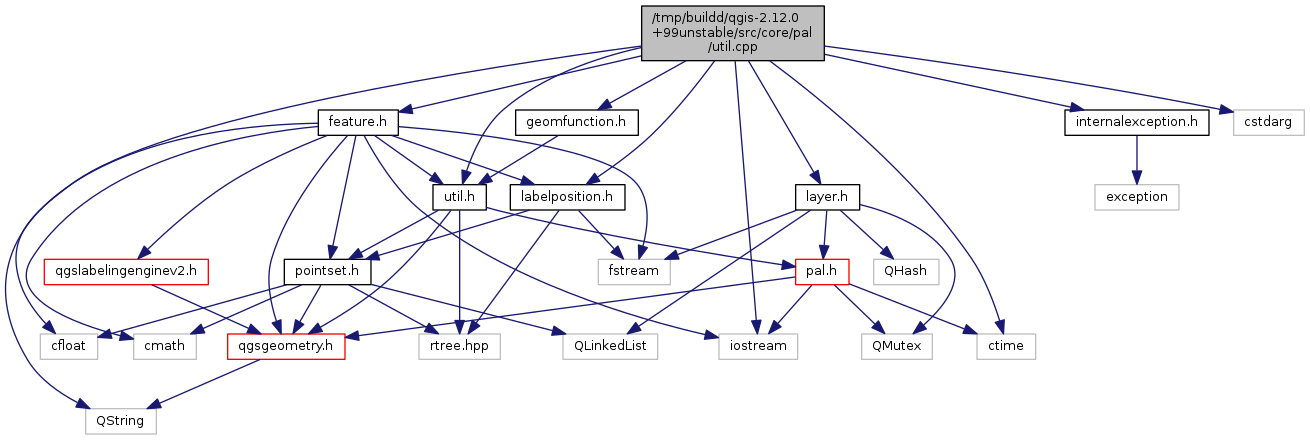 /tmp/buildd/qgis-2.12.0
+99unstable/src/core/pal
/util.cpp
feature.h
geomfunction.h
internalexception.h
cstdarg
util.h
labelposition.h
layer.h
exception
qgslabelingenginev2.h
pointset.h
fstream
pal.h
QHash
cfloat
cmath
qgsgeometry.h
rtree.hpp
QLinkedList
iostream
QMutex
ctime
QString